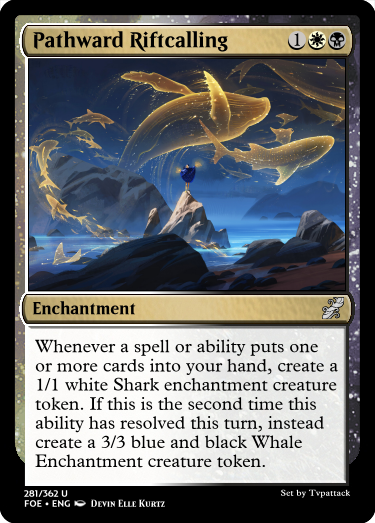 Pathward Riftcalling 1
Enchantment
Whenever a spell or ability puts one
or more cards into your hand, create a
1/1 white Shark enchantment creature
token. If this is the second time this
ability has resolved this turn, instead
create a 3/3 blue and black Whale
Enchantment creature token.
281/362 U
FOE • ENG Devin Elle Kurtz
Set by Tvpattack